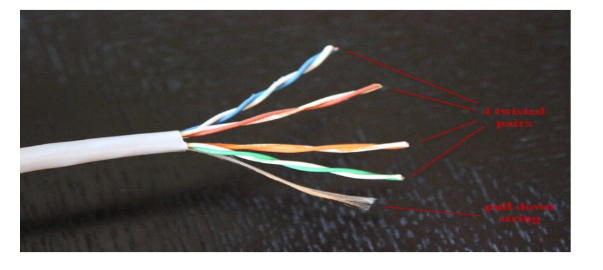 4 twisted
pairs
pull down
string